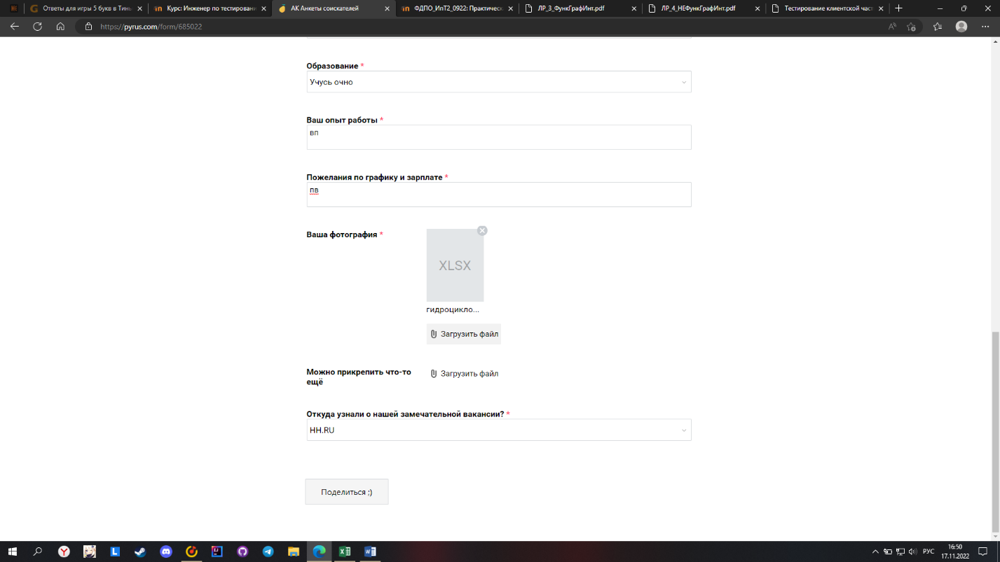 Ответы для игры 5 букв в Тинь
Курс: Инженер по тестирован
АК Анкеты соискателей
ФДПО_ИпТ2_0922: Практическ
ЛР_3_ФункГрафИнт.pdf
ЛР_4_НЕФункГрафИнт.pdf
Тестирование клиентской част
https://pyrus.com/form/685022
Образование *
Учусь очно
Ваш опыт работы *
вп
Пожелания по графику и зарплате *
пв
Ваша фотография *
XLSX
гидроцикло...
Загрузить файл
Можно прикрепить что-то
ещё
Загрузить файл
Откуда узнали о нашей замечательной вакансии? *
HH.RU
Поделиться ;)
РУС
16:50
17.11.2022